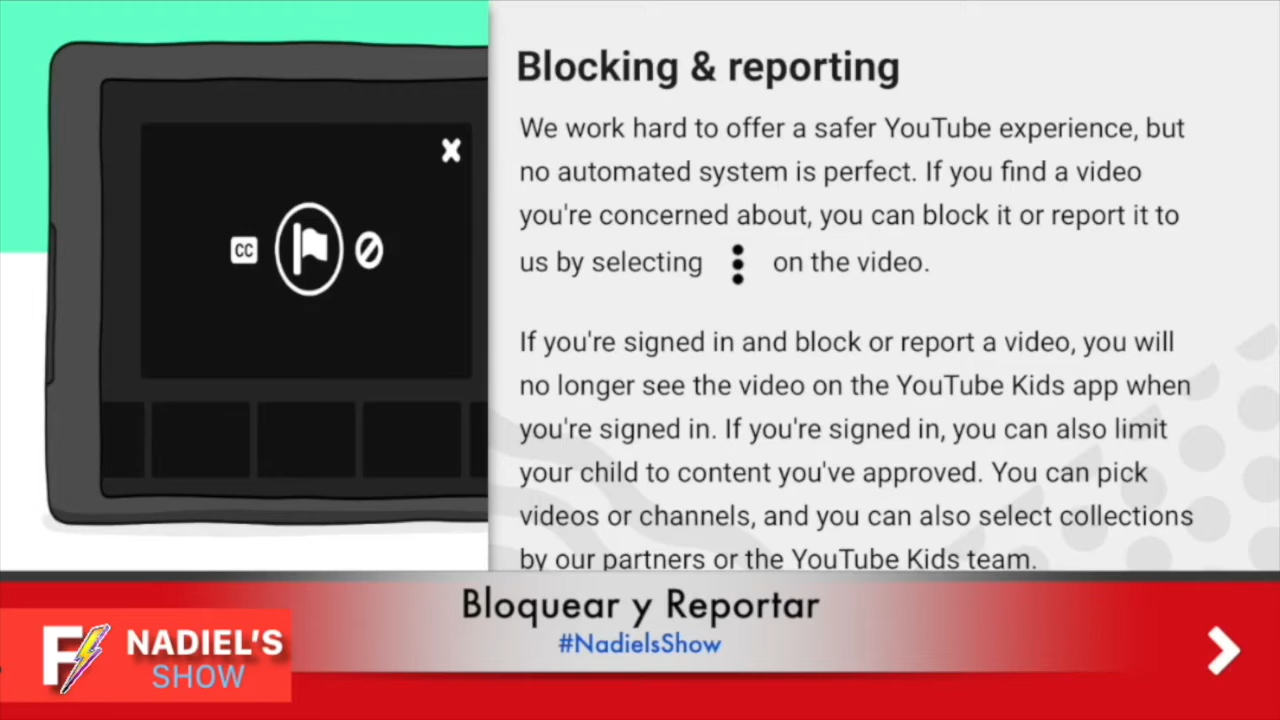 Blocking & reporting
We work hard to offer a safer YouTube experience, but
no automated system is perfect. If you find a video
you're concerned about, you can block it or report it to
us by selecting ⋮ on the video.
If you're signed in and block or report a video, you will
no longer see the video on the YouTube Kids app when
you're signed in. If you're signed in, you can also limit
your child to content you've approved. You can pick
videos or channels, and you can also select collections
by our partners or the YouTube Kids team.
CC
Bloquear y Reportar
#NadielsShow
F NADIEL'S
SHOW